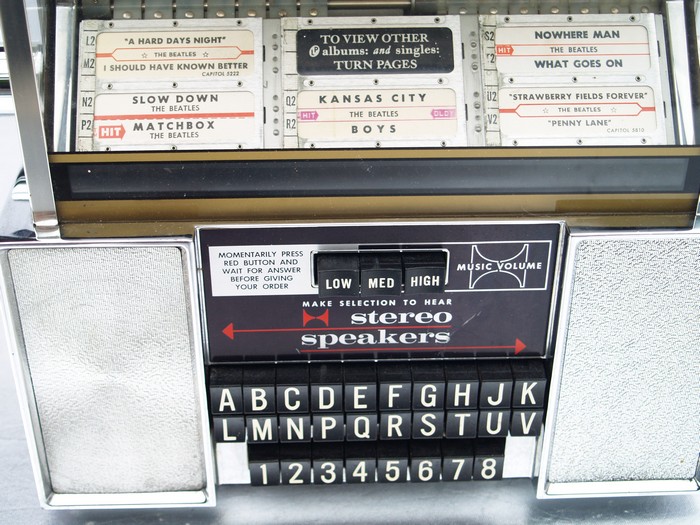 L2 "A HARD DAYS NIGHT"
THE BEATLES
M2 I SHOULD HAVE KNOWN BETTER
CAPITOL 5222
TO VIEW OTHER
albums: and singles:
TURN PAGES
S2 NOWHERE MAN
HIT THE BEATLES
WHAT GOES ON
N2 SLOW DOWN
THE BEATLES
P2 HIT MATCHBOX
THE BEATLES
Q2 KANSAS CITY
HIT THE BEATLES OLDY
R2 BOYS
U2 "STRAWBERRY FIELDS FOREVER"
THE BEATLES
V2 "PENNY LANE"
CAPITOL 5810
MOMENTARILY PRESS
RED BUTTON AND
WAIT FOR ANSWER
BEFORE GIVING
YOUR ORDER
LOW MED HIGH
MUSIC VOLUME
MAKE SELECTION TO HEAR
stereo
speakers
A B C D E F G H J K
L M N P Q R S T U V
1 2 3 4 5 6 7 8